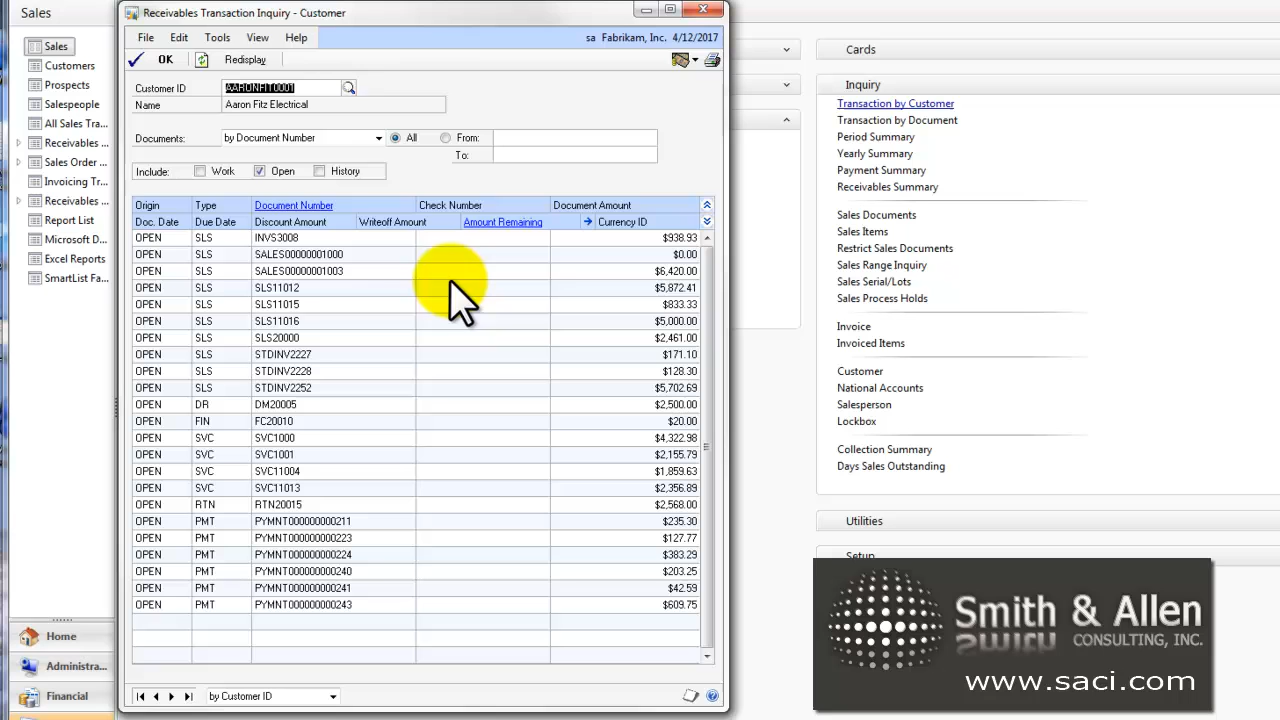 Sales
Sales
Customers
Prospects
Salespeople
All Sales Tra...
Receivables ...
Sales Order ...
Invoicing Tr...
Receivables ...
Report List
Microsoft D...
Excel Reports
SmartList Fa...
Home
Administra...
Financial
Receivables Transaction Inquiry - Customer
File Edit Tools View Help sa Fabrikam, Inc. 4/12/2017
OK Redisplay
Customer ID AARONFIT0001
Name Aaron Fitz Electrical
Documents: by Document Number All From:
To:
Include: Work Open History
Origin Type Document Number Check Number Document Amount
Doc. Date Due Date Discount Amount Writeoff Amount Amount Remaining Currency ID
OPEN SLS INVS3008 $938.93
OPEN SLS SALES00000001000 $0.00
OPEN SLS SALES00000001003 $6,420.00
OPEN SLS SLS11012 $5,872.41
OPEN SLS SLS11015 $833.33
OPEN SLS SLS11016 $5,000.00
OPEN SLS SLS20000 $2,461.00
OPEN SLS STDINV2227 $171.10
OPEN SLS STDINV2228 $128.30
OPEN SLS STDINV2252 $5,702.69
OPEN DR DM20005 $2,500.00
OPEN FIN FC20010 $20.00
OPEN SVC SVC1000 $4,322.98
OPEN SVC SVC1001 $2,155.79
OPEN SVC SVC11004 $1,859.63
OPEN SVC SVC11013 $2,356.89
OPEN RTN RTN20015 $2,568.00
OPEN PMT PYMNT000000000211 $235.30
OPEN PMT PYMNT000000000223 $127.77
OPEN PMT PYMNT000000000224 $383.29
OPEN PMT PYMNT000000000240 $203.25
OPEN PMT PYMNT000000000241 $42.59
OPEN PMT PYMNT000000000243 $609.75
by Customer ID
Cards
Inquiry
Transaction by Customer
Transaction by Document
Period Summary
Yearly Summary
Payment Summary
Receivables Summary
Sales Documents
Sales Items
Restrict Sales Documents
Sales Range Inquiry
Sales Serial/Lots
Sales Process Holds
Invoice
Invoiced Items
Customer
National Accounts
Salesperson
Lockbox
Collection Summary
Days Sales Outstanding
Utilities
Setup
Smith & Allen
CONSULTING, INC.
www.saci.com